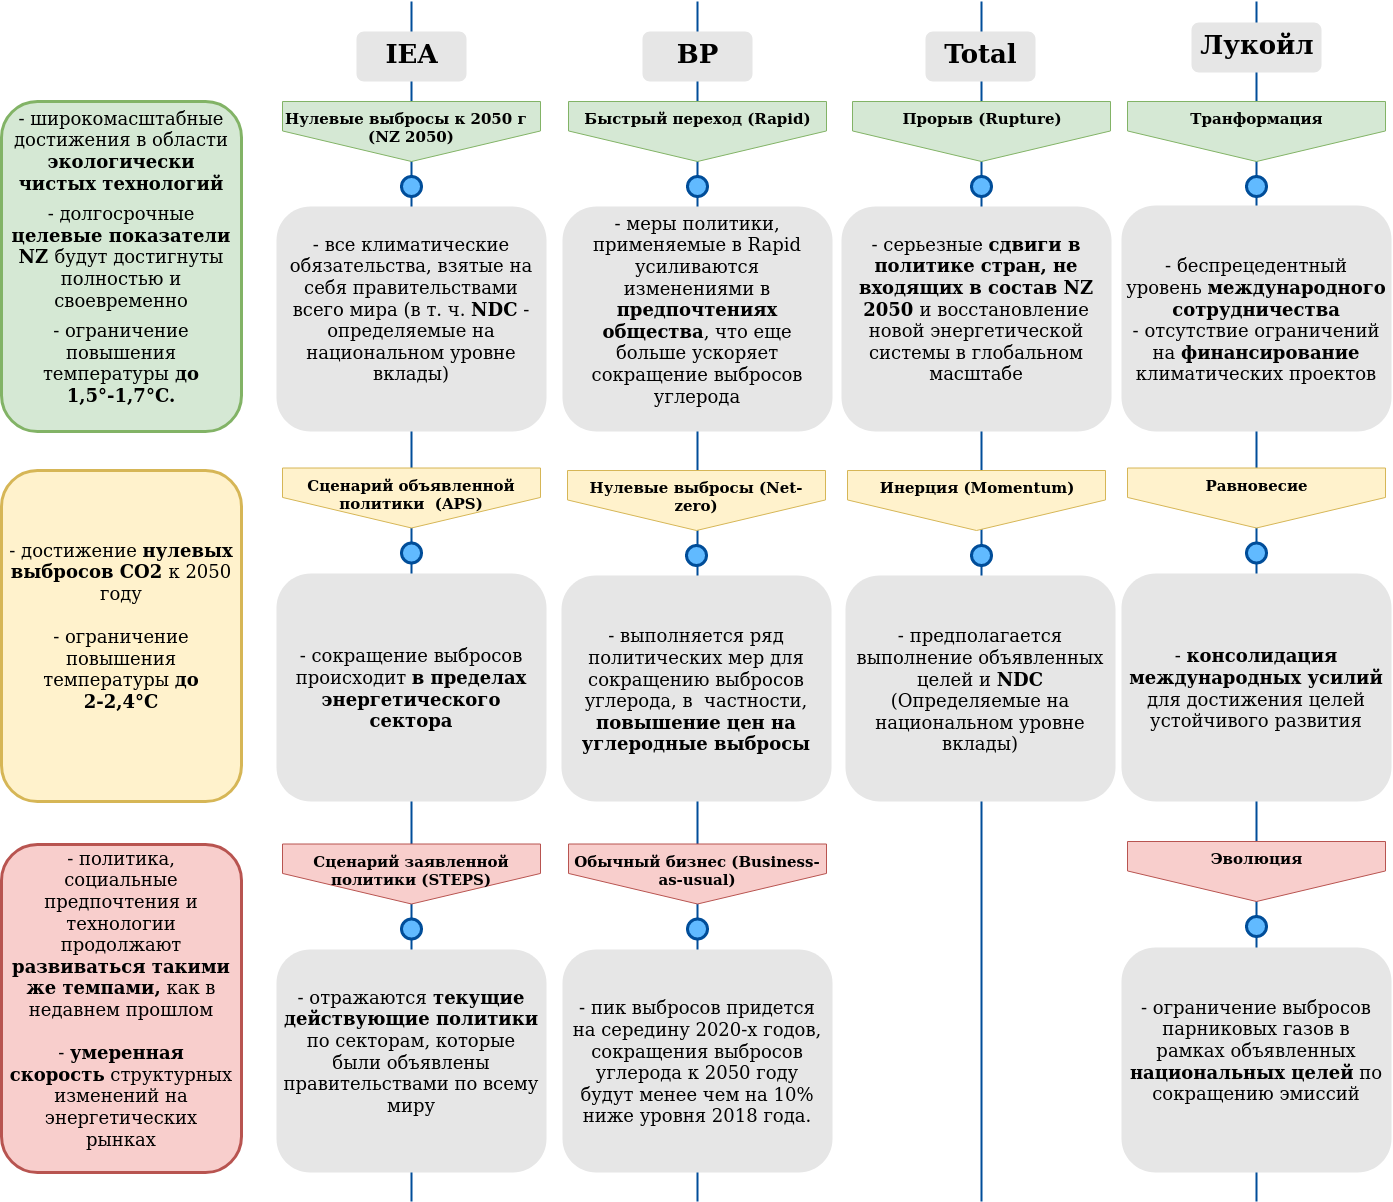 IEA
BP
Total
Лукойл
- широкомасштабные
достижения в области
экологически
чистых технологий
- долгосрочные
целевые показатели
NZ будут достигнуты
полностью и
своевременно
- ограничение
повышения
температуры до
1,5°-1,7°C.
Нулевые выбросы к 2050 г
(NZ 2050)
Быстрый переход (Rapid)
Прорыв (Rupture)
Транформация
- все климатические
обязательства, взятые на
себя правительствами
всего мира (в т. ч. NDC -
определяемые на
национальном уровне
вклады)
- меры политики,
применяемые в Rapid
усиливаются
изменениями в
предпочтениях
общества, что еще
больше ускоряет
сокращение выбросов
углерода
- серьезные сдвиги в
политике стран, не
входящих в состав NZ
2050 и восстановление
новой энергетической
системы в глобальном
масштабе
- беспрецедентный
уровень международного
сотрудничества
- отсутствие ограничений
на финансирование
климатических проектов
- достижение нулевых
выбросов CO2 к 2050
году
- ограничение
повышения
температуры до
2-2,4°C
Сценарий объявленной
политики (APS)
Нулевые выбросы (Net-
zero)
Инерция (Momentum)
Равновесие
- сокращение выбросов
происходит в пределах
энергетического
сектора
- выполняется ряд
политических мер для
сокращению выбросов
углерода, в частности,
повышение цен на
углеродные выбросы
- предполагается
выполнение объявленных
целей и NDC
(Определяемые на
национальном уровне
вклады)
- консолидация
международных усилий
для достижения целей
устойчивого развития
- политика,
социальные
предпочтения и
технологии
продолжают
развиваться такими
же темпами, как в
недавнем прошлом
- умеренная
скорость структурных
изменений на
энергетических
рынках
Сценарий заявленной
политики (STEPS)
Обычный бизнес (Business-
as-usual)
Эволюция
- отражаются текущие
действующие политики
по секторам, которые
были объявлены
правительствами по всему
миру
- пик выбросов придется
на середину 2020-х годов,
сокращения выбросов
углерода к 2050 году
будут менее чем на 10%
ниже уровня 2018 года.
- ограничение выбросов
парниковых газов в
рамках объявленных
национальных целей по
сокращению эмиссий